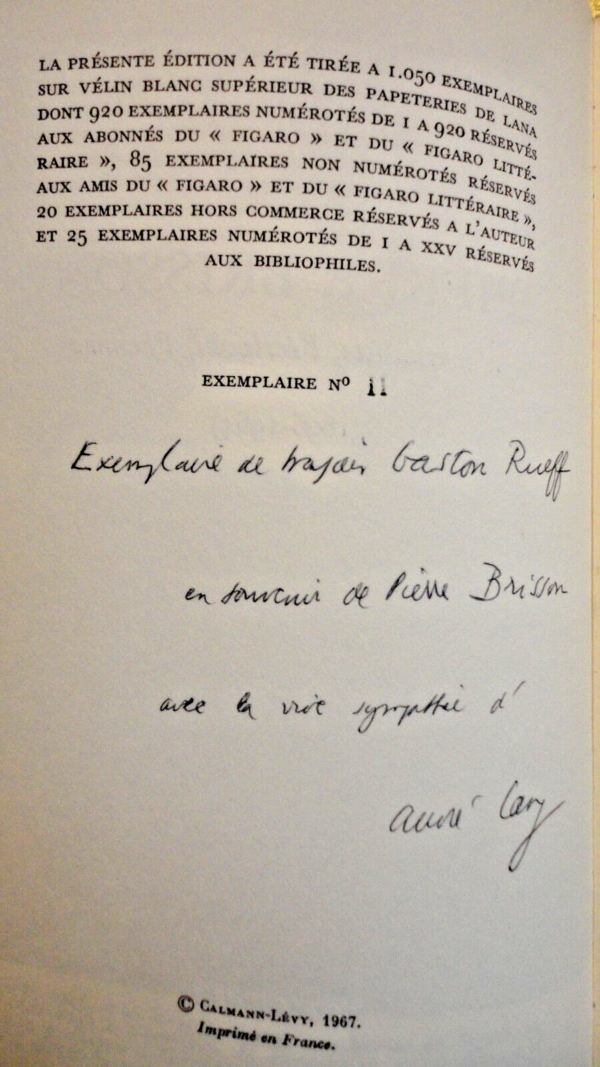 LA PRÉSENTE ÉDITION A ÉTÉ TIRÉE A 1.050 EXEMPLAIRES
SUR VÉLIN BLANC SUPÉRIEUR DES PAPETERIES DE LANA
DONT 920 EXEMPLAIRES NUMÉROTÉS DE 1 A 920 RÉSERVÉS
AUX ABONNÉS DU « FIGARO » ET DU « FIGARO LITTÉ-
RAIRE », 85 EXEMPLAIRES NON NUMÉROTÉS RÉSERVÉS
AUX AMIS DU « FIGARO » ET DU « FIGARO LITTÉRAIRE »,
20 EXEMPLAIRES HORS COMMERCE RÉSERVÉS A L'AUTEUR
ET 25 EXEMPLAIRES NUMÉROTÉS DE I A XXV RÉSERVÉS
AUX BIBLIOPHILES.
EXEMPLAIRE Nº 11
Exemplaire de Gaston Rueff
en souvenir de Pierre Brisson
avec la vive sympathie d'
André
© CALMANN-LÉVY, 1967.
Imprimé en France.